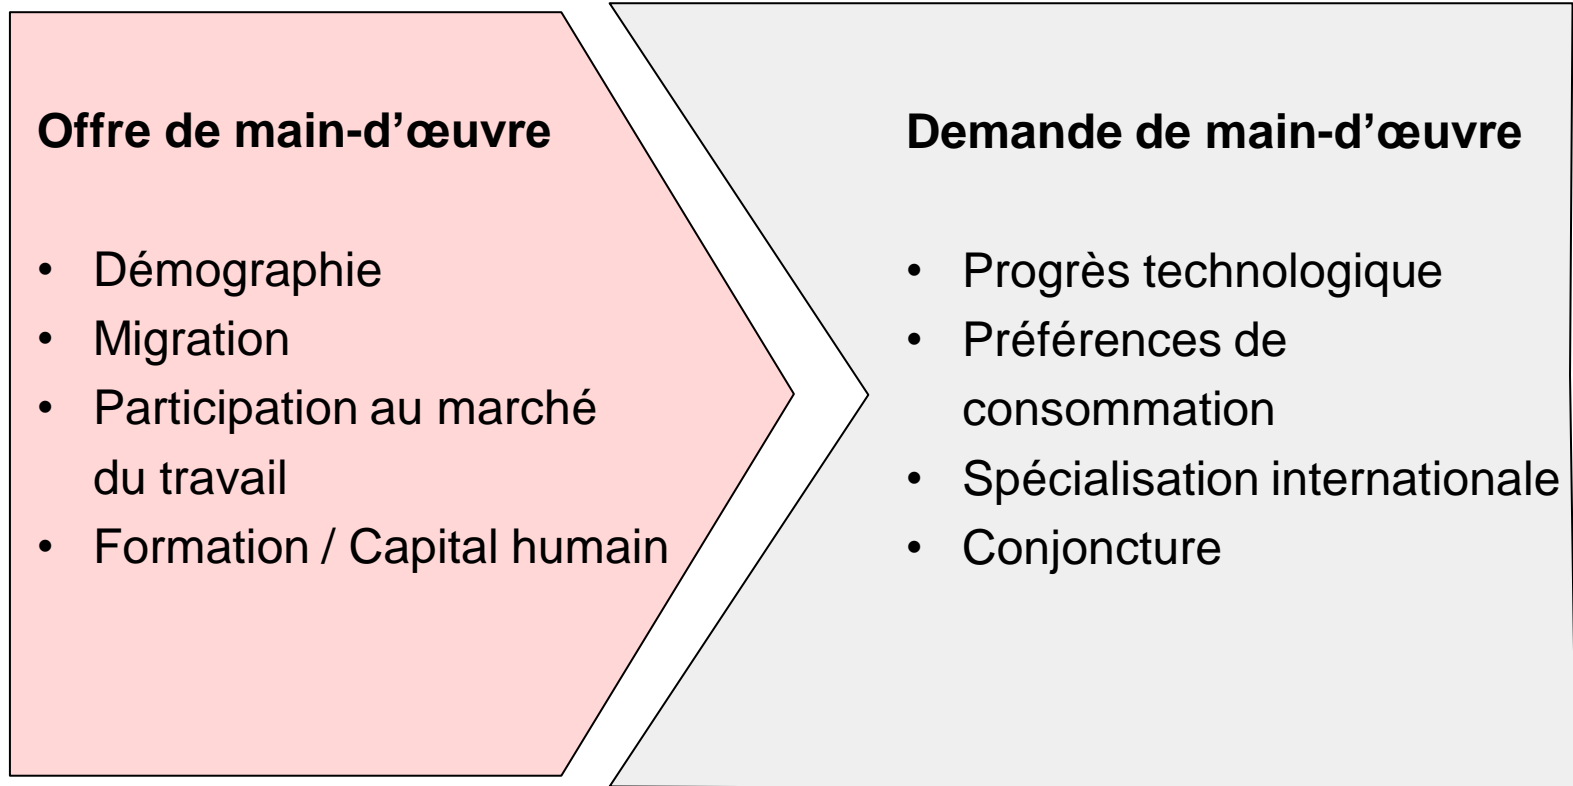 Offre de main-d’œuvre
• Démographie
• Migration
• Participation au marché
du travail
• Formation / Capital humain
Demande de main-d’œuvre
• Progrès technologique
• Préférences de
consommation
• Spécialisation internationale
• Conjoncture